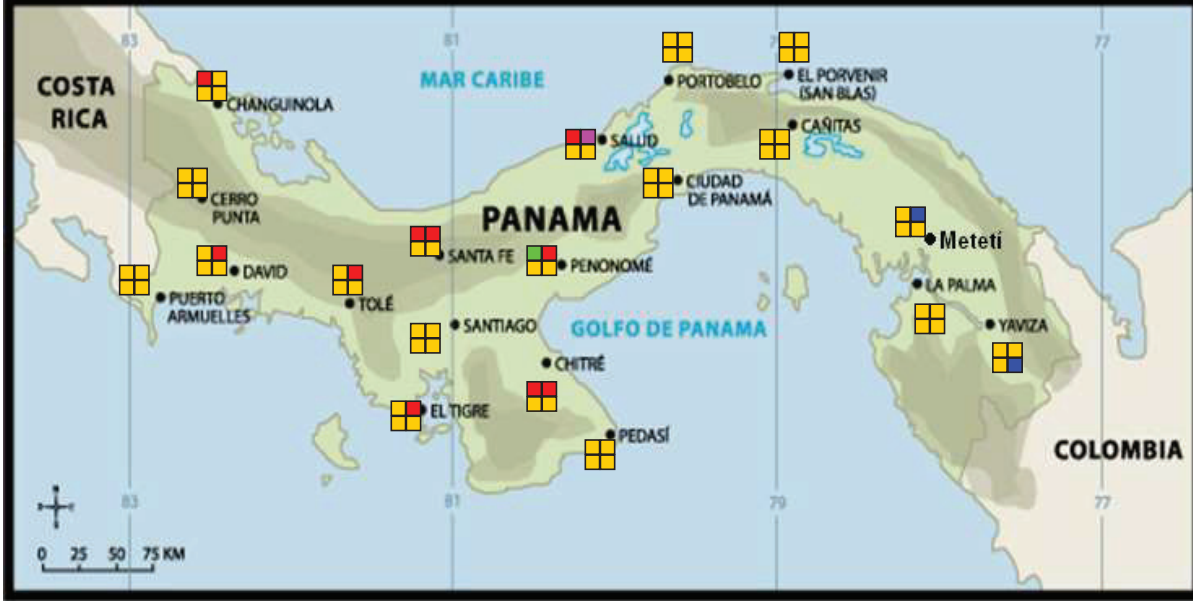 83
81
79
77
COSTA
RICA
MAR CARIBE
PORTOBELO
EL PORVENIR
(SAN BLAS)
CHANGUINOLA
SALUD
CAÑITAS
CERRO
PUNTA
CIUDAD
DE PANAMÁ
PANAMA
Metetí
SANTA FE
PENONOMÉ
DAVID
LA PALMA
PUERTO
ARMUELLES
TOLÉ
SANTIAGO
GOLFO DE PANAMA
YAVIZA
CHITRÉ
EL TIGRE
PEDASÍ
COLOMBIA
83
81
79
77
0 25 50 75 KM